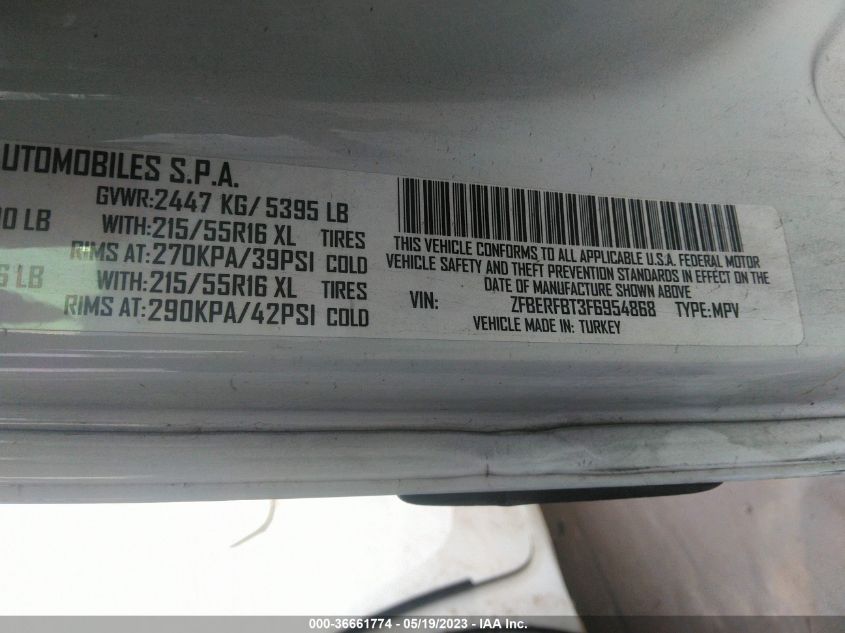 UTOMOBILES S.P.A.
GVWR:2447 KG/ 5395 LB
0 LB WITH:215/55R16 XL TIRES
RIMS AT:270KPA/39PSI COLD
LB WITH:215/55R16 XL TIRES
RIMS AT:290KPA/42PSI COLD
THIS VEHICLE CONFORMS TO ALL APPLICABLE U.S.A. FEDERAL MOTOR
VEHICLE SAFETY AND THEFT PREVENTION STANDARDS IN EFFECT ON THE
DATE OF MANUFACTURE SHOWN ABOVE
VIN: ZFBERFBT3F6954868 TYPE:MPV
VEHICLE MADE IN: TURKEY
000-36661774 - 05/19/2023 - IAA Inc.